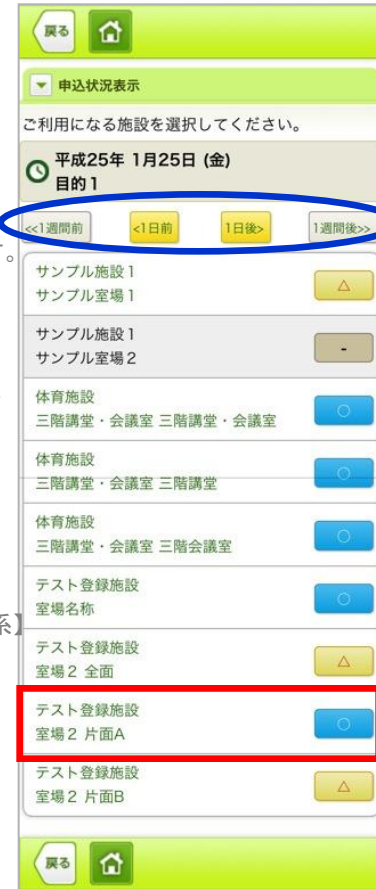 戻る
申込状況表示
ご利用になる施設を選択してください。
平成25年 1月25日 (金)
目的1
<<1週間前 <1日前 1日後> 1週間後>>
す。
サンプル施設1
サンプル室場1 △
サンプル施設1
サンプル室場2 -
体育施設
三階講堂・会議室 三階講堂・会議室 ○
体育施設
三階講堂・会議室 三階講堂 ○
体育施設
三階講堂・会議室 三階会議室 ○
テスト登録施設
室場名称 ○
系】
テスト登録施設
室場2 全面 △
テスト登録施設
室場2 片面A ○
テスト登録施設
室場2 片面B △
戻る